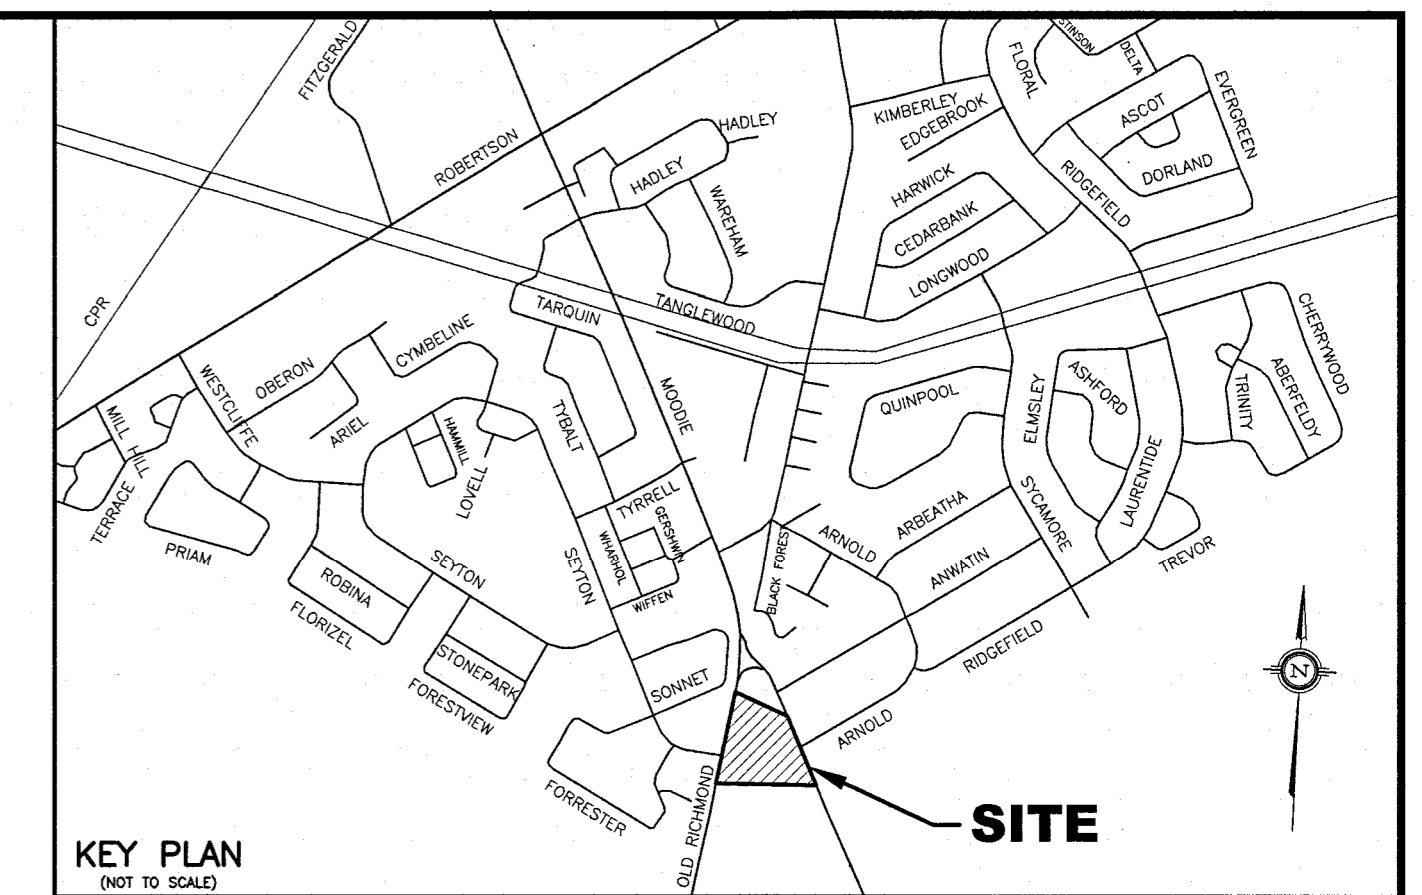 FITZGERALD
STINSON
DELTA
FLORAL
EVERGREEN
KIMBERLEY
EDGEBROOK
ASCOT
HADLEY
ROBERTSON
HADLEY
DORLAND
WAREHAM
HARWICK
RIDGEFIELD
CEDARBANK
LONGWOOD
CPR
TARQUIN
TANGLEWOOD
CHERRYWOOD
CYMBELINE
OBERON
WESTCLIFFE
MOODIE
QUINPOOL
ASHFORD
ELMSLEY
TRINITY
ABERFELDY
MILL HILL
ARIEL
HAMMILL
TYBALT
LOVELL
TERRACE
TYRRELL
GERSHWIN
WHARHOL
ARBEATHA
SYCAMORE
LAURENTIDE
ARNOLD
PRIAM
SEYTON
SEYTON
BLACK FOREST
ANWATIN
TREVOR
ROBINA
FLORIZEL
WIFFEN
RIDGEFIELD
STONEPARK
FORESTVIEW
SONNET
N
ARNOLD
FORRESTER
OLD RICHMOND
SITE
KEY PLAN
(NOT TO SCALE)